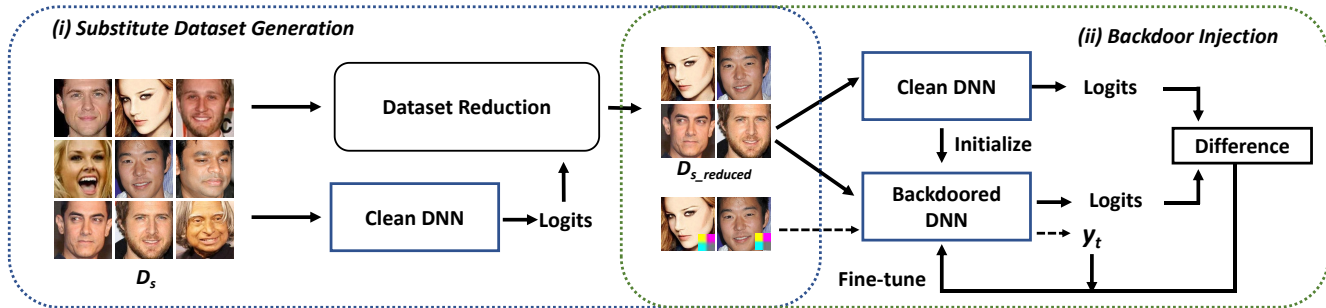 (i) Substitute Dataset Generation
(ii) Backdoor Injection
Dataset Reduction
Clean DNN
Logits
Initialize
Difference
D_s_reduced
Clean DNN
Logits
Backdoored
DNN
Logits
y_t
Fine-tune
D_s
C